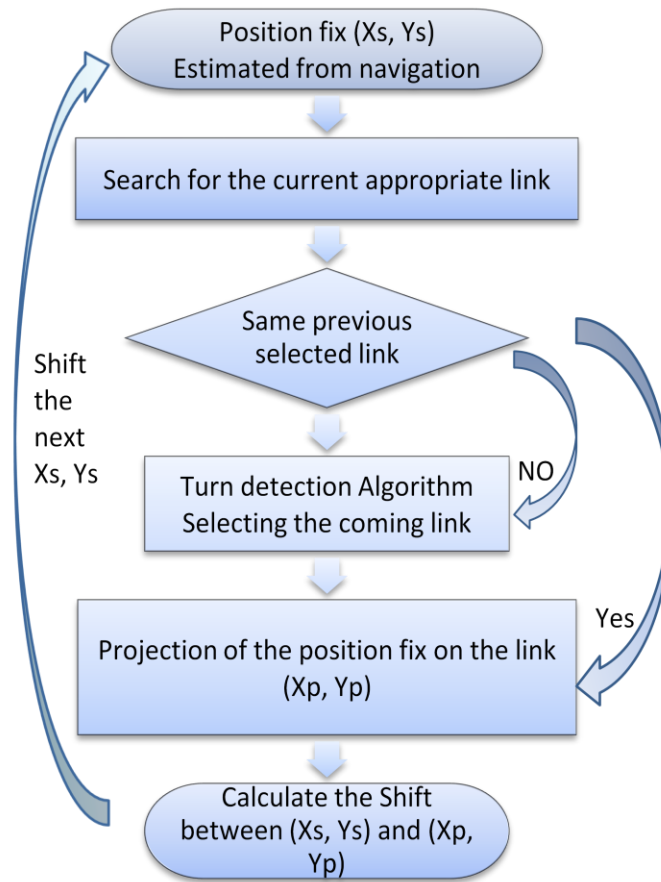 Position fix (Xs, Ys)
Estimated from navigation
Search for the current appropriate link
Same previous
selected link
Shift
the
next
Xs, Ys
NO
Turn detection Algorithm
Selecting the coming link
Yes
Projection of the position fix on the link
(Xp, Yp)
Calculate the Shift
between (Xs, Ys) and (Xp,
Yp)